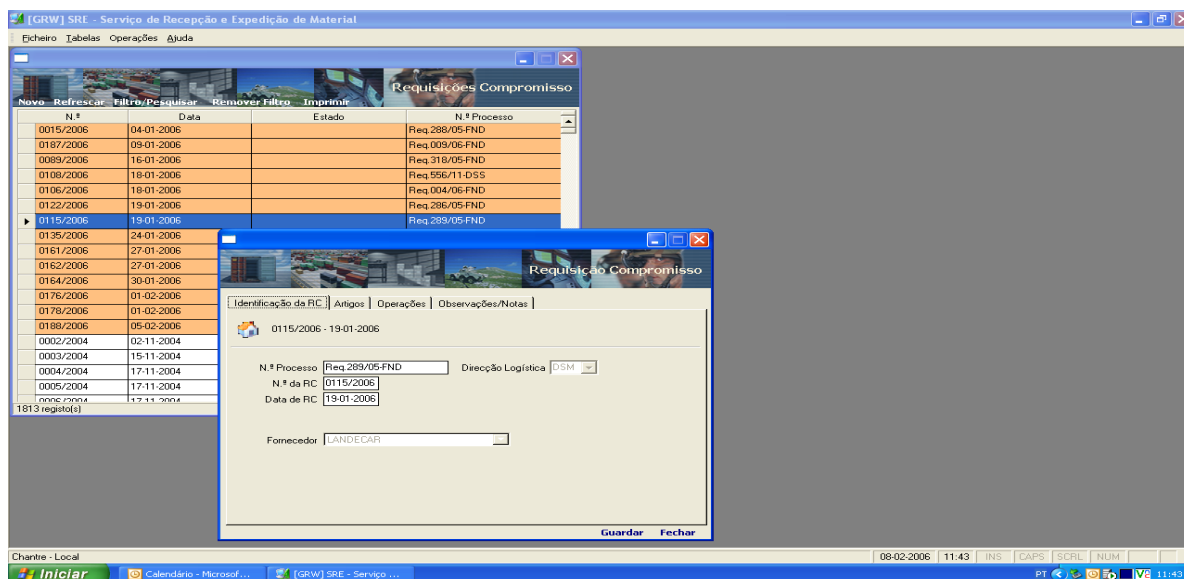 [GRW] SRE - Serviço de Recepção e Expedição de Material
Ficheiro Tabelas Operações Ajuda
Requisições Compromisso
Novo Refrescar Filtro/Pesquisar Remover Filtro Imprimir
N.º Data Estado N.º Processo
0015/2006 04-01-2006 Req.288/05-FND
0187/2006 09-01-2006 Req.009/06-FND
0089/2006 16-01-2006 Req.318/05-FND
0108/2006 18-01-2006 Req.556/11-DSS
0106/2006 18-01-2006 Req.004/06-FND
0122/2006 19-01-2006 Req.286/05-FND
0115/2006 19-01-2006 Req.289/05-FND
0135/2006 24-01-2006
0161/2006 27-01-2006
0162/2006 27-01-2006
0164/2006 30-01-2006
0176/2006 01-02-2006
0178/2006 01-02-2006
0188/2006 05-02-2006
0002/2004 02-11-2004
0003/2004 15-11-2004
0004/2004 17-11-2004
0005/2004 17-11-2004
0006/2004 17-11-2004
1813 registo(s)
Requisição Compromisso
Identificação da RC Artigos Operações Observações/Notas
0115/2006 - 19-01-2006
N.º Processo Req.289/05-FND Direcção Logística DSM
N.º da RC 0115/2006
Data de RC 19-01-2006
Fornecedor LANDECAR
Guardar Fechar
Chantre - Local 08-02-2006 11:43 INS CAPS SCRL NUM
Iniciar Calendário - Microsof... [GRW] SRE - Serviço ... PT 11:43